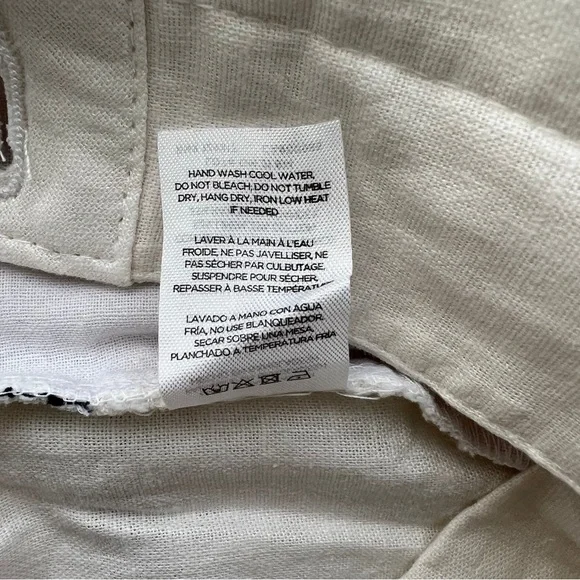 HAND WASH COOL WATER,
DO NOT BLEACH, DO NOT TUMBLE
DRY, HANG DRY, IRON LOW HEAT
IF NEEDED
LAVER À LA MAIN À L'EAU
FROIDE, NE PAS JAVELLISER, NE
PAS SÉCHER PAR CULBUTAGE,
SUSPENDRE POUR SÉCHER,
REPASSER À BASSE TEMPÉRATURE
LAVADO A MANO CON AGUA
FRÍA, NO USE BLANQUEADOR,
SECAR SOBRE UNA MESA,
PLANCHADO A TEMPERATURA FRÍA